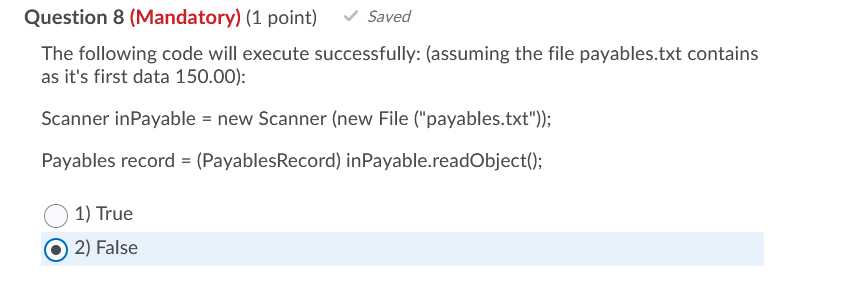 Question 8 (Mandatory) (1 point) ✓ Saved
The following code will execute successfully: (assuming the file payables.txt contains
as it's first data 150.00):
Scanner inPayable = new Scanner (new File ("payables.txt"));
Payables record = (PayablesRecord) inPayable.readObject();
1) True
2) False